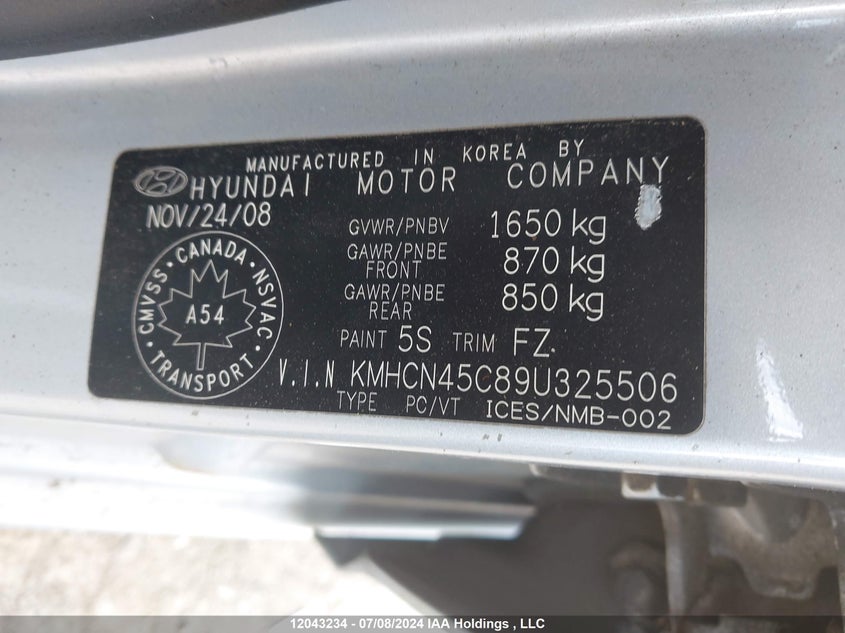 MANUFACTURED IN KOREA BY
HYUNDAI MOTOR COMPANY
NOV/24/08
GVWR/PNBV 1650 kg
GAWR/PNBE FRONT 870 kg
GAWR/PNBE REAR 850 kg
CMVSS · CANADA · NSVAC · TRANSPORT ·
A54
PAINT 5S TRIM FZ
V.I.N KMHCN45C89U325506
TYPE PC/VT ICES/NMB-002
12043234 - 07/08/2024 IAA Holdings , LLC